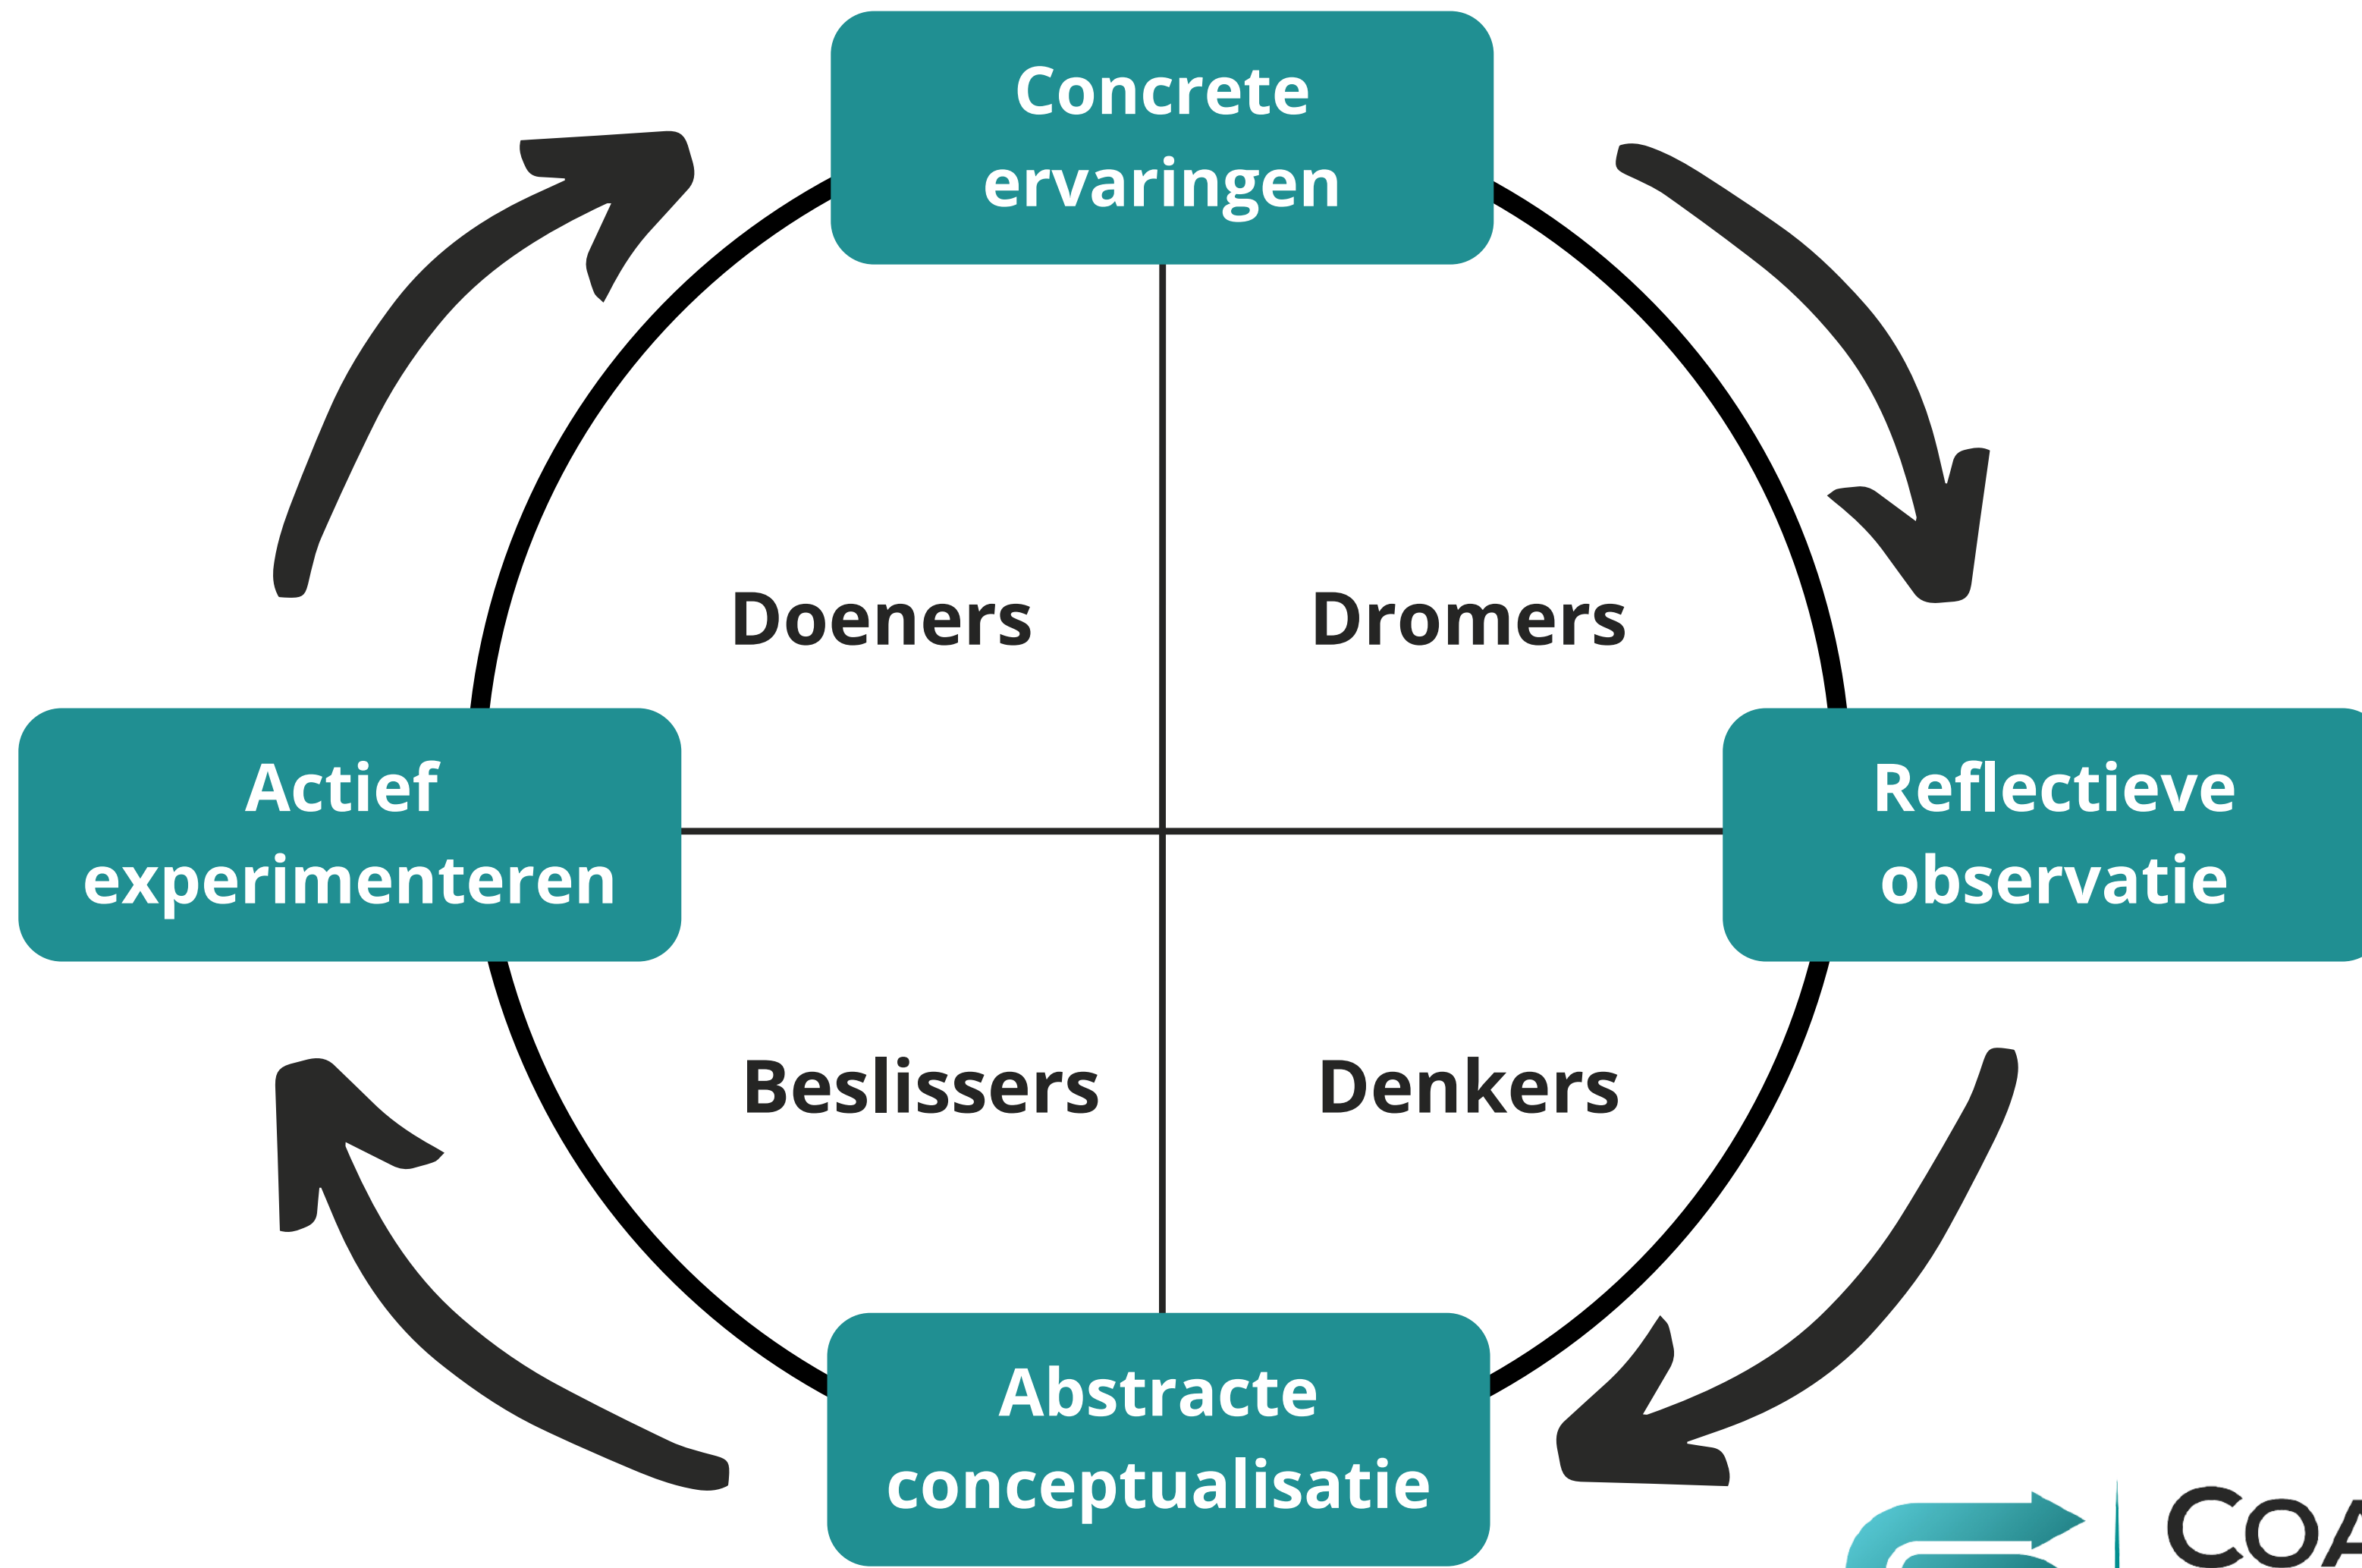 Concrete
ervaringen
Doeners
Dromers
Actief
experimenteren
Reflectieve
observatie
Beslissers
Denkers
Abstracte
conceptualisatie